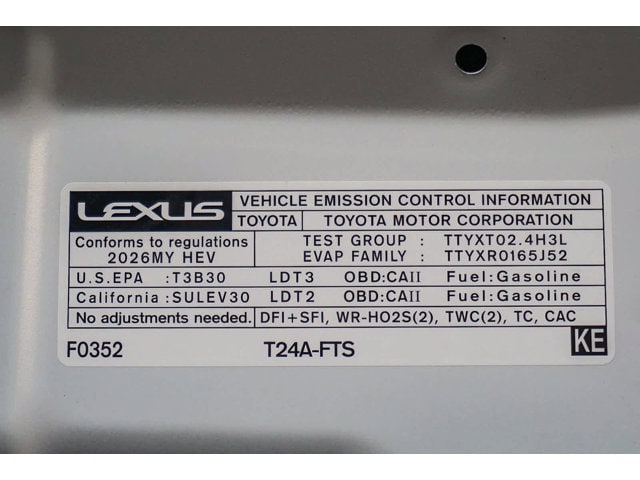 LEXUS VEHICLE EMISSION CONTROL INFORMATION
TOYOTA TOYOTA MOTOR CORPORATION
Conforms to regulations TEST GROUP : TTYXT02.4H3L
2026MY HEV EVAP FAMILY : TTYXR0165J52
U.S.EPA :T3B30 LDT3 OBD:CAII Fuel:Gasoline
California :SULEV30 LDT2 OBD:CAII Fuel:Gasoline
No adjustments needed. DFI+SFI, WR-HO2S(2), TWC(2), TC, CAC
F0352 T24A-FTS KE